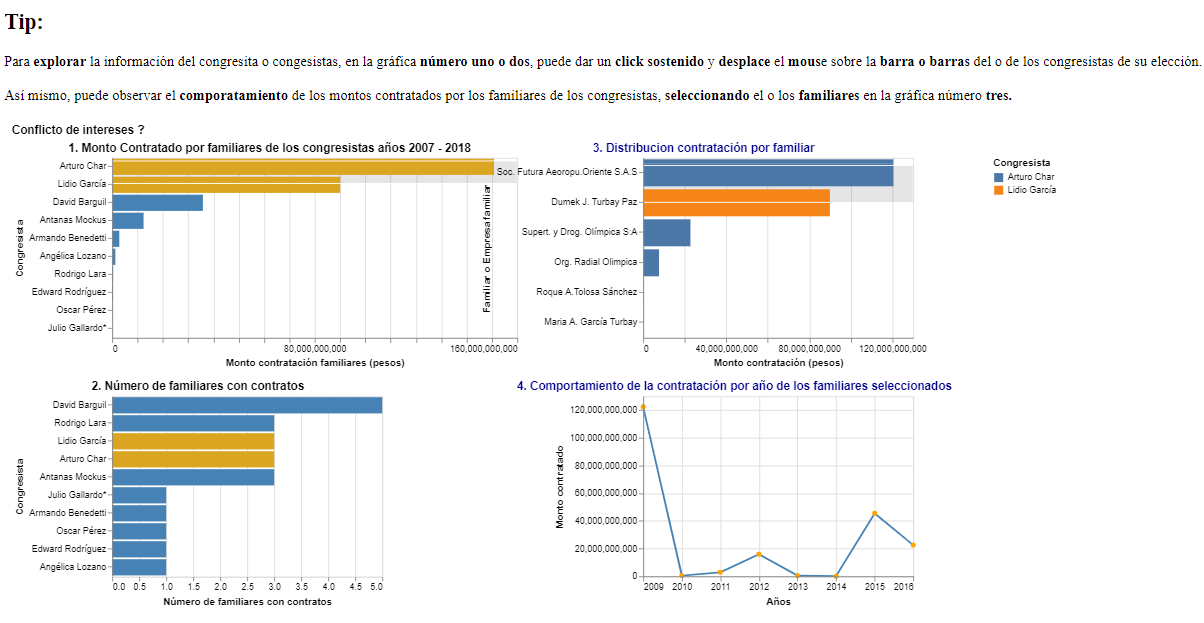 Tip:
Para explorar la información del congresita o congesistas, en la gráfica número uno o dos, puede dar un click sostenido y desplace el mouse sobre la barra o barras del o de los congresistas de su elección.
Así mismo, puede observar el comporatamiento de los montos contratados por los familiares de los congresistas, seleccionando el o los familiares en la gráfica número tres.
Conflicto de intereses ?
1. Monto Contratado por familiares de los congresistas años 2007 - 2018
Congresista
Arturo Char
Lidio García
David Barguil
Antanas Mockus
Armando Benedetti
Angélica Lozano
Rodrigo Lara
Edward Rodríguez
Oscar Pérez
Julio Gallardo*
0 80,000,000,000 160,000,000,000
Monto contratación familiares (pesos)
3. Distribucion contratación por familiar
Familiar o Empresa familiar
Soc. Futura Aeoropu.Oriente S.A.S
Dumek J. Turbay Paz
Supert. y Drog. Olímpica S:A
Org. Radial Olimpica
Roque A.Tolosa Sánchez
Maria A. García Turbay
0 40,000,000,000 80,000,000,000 120,000,000,000
Monto contratación (pesos)
Congresista
Arturo Char
Lidio García
2. Número de familiares con contratos
Congresista
David Barguil
Rodrigo Lara
Lidio García
Arturo Char
Antanas Mockus
Julio Gallardo*
Armando Benedetti
Oscar Pérez
Edward Rodríguez
Angélica Lozano
0.0 0.5 1.0 1.5 2.0 2.5 3.0 3.5 4.0 4.5 5.0
Número de familiares con contratos
4. Comportamiento de la contratación por año de los familiares seleccionados
Monto contratado
120,000,000,000
100,000,000,000
80,000,000,000
60,000,000,000
40,000,000,000
20,000,000,000
0
2009 2010 2011 2012 2013 2014 2015 2016
Años